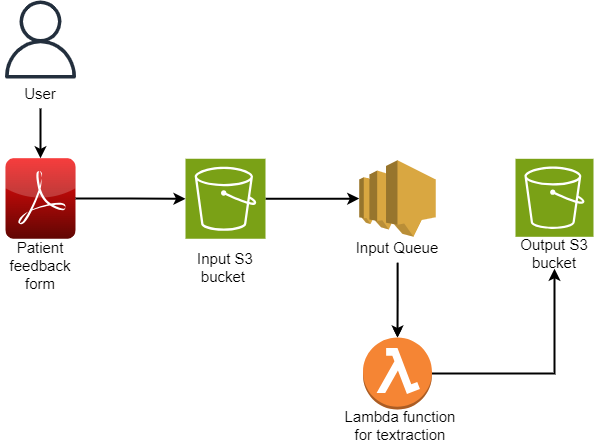 User
Patient
feedback
form
Input S3
bucket
Input Queue
Output S3
bucket
Lambda function
for textraction